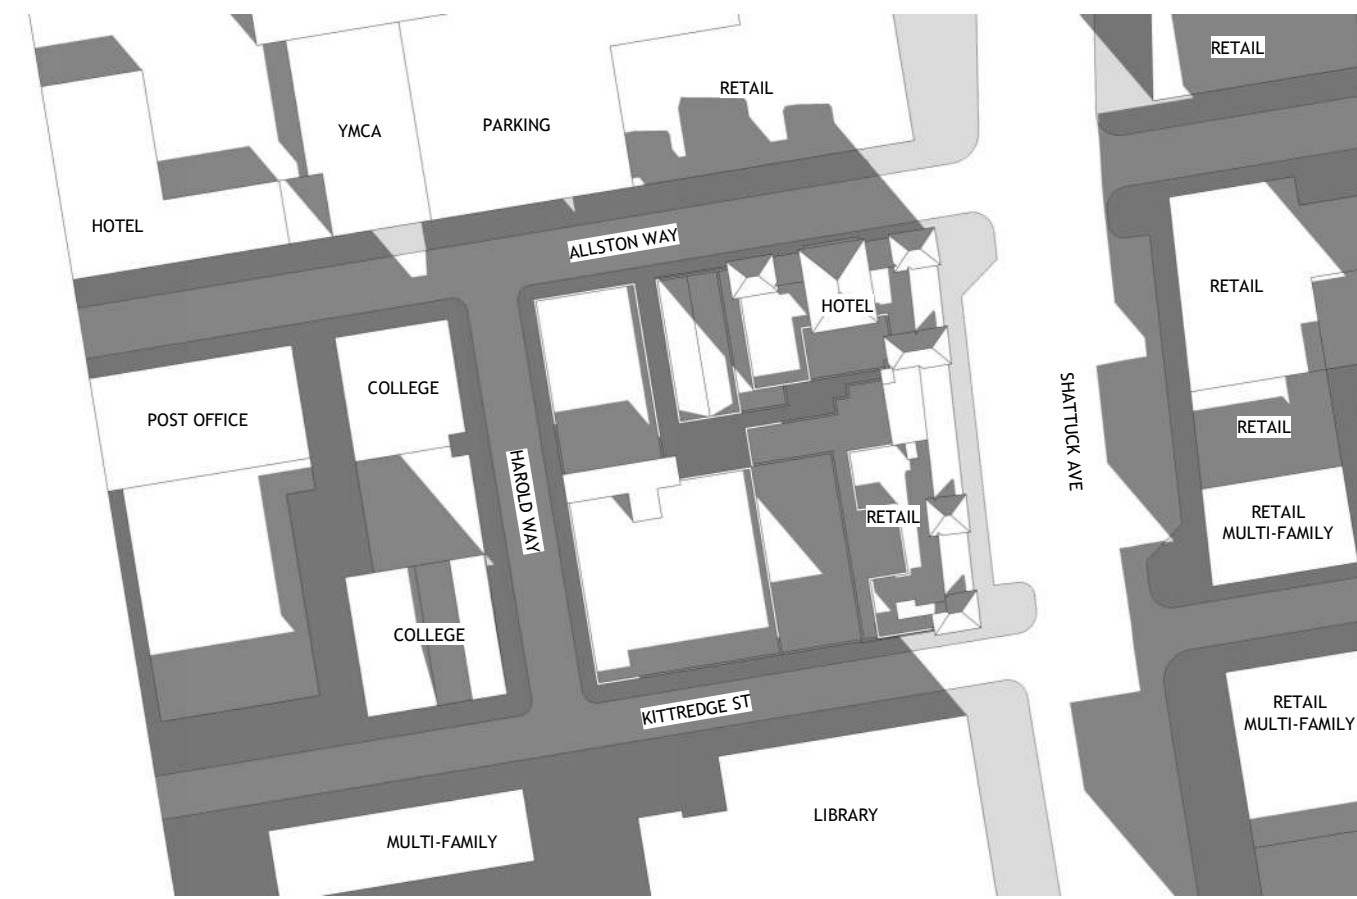 RETAIL
RETAIL
PARKING
YMCA
HOTEL
ALLSTON WAY
RETAIL
HOTEL
COLLEGE
POST OFFICE
SHATTUCK AVE
RETAIL
HAROLD WAY
RETAIL
RETAIL
MULTI-FAMILY
COLLEGE
KITTREDGE ST
RETAIL
MULTI-FAMILY
LIBRARY
MULTI-FAMILY